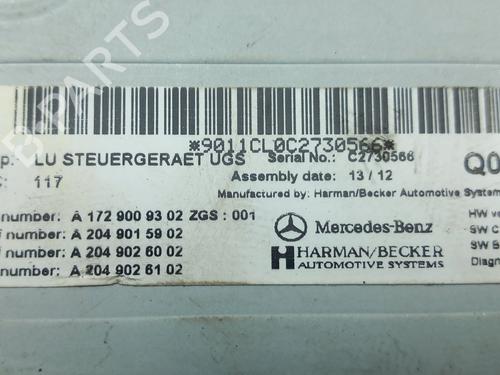 B-PARTS
*9011CL0C2730566*
p: LU STEUERGERAET UGS Serial No.: C2730566 Q0
C: 117 Assembly date: 13 / 12
Manufactured by: Harman/Becker Automotive System
number: A 172 900 93 02 ZGS : 001 Mercedes-Benz HW ve
number: A 204 901 59 02 SW C
number: A 204 902 60 02 HARMAN/BECKER SW B
number: A 204 902 61 02 AUTOMOTIVE SYSTEMS Diagn